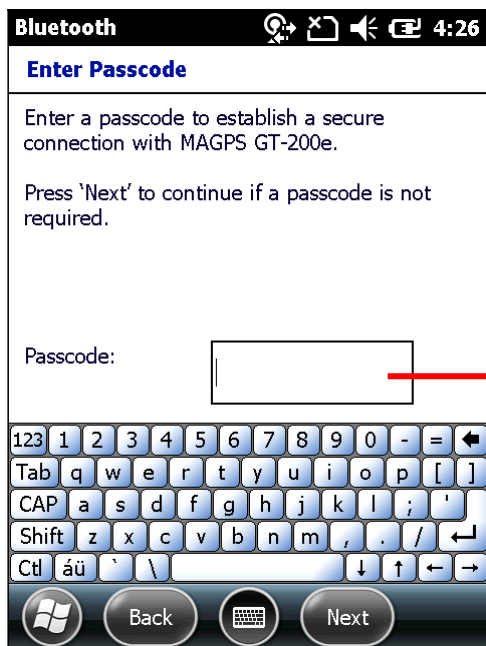 Bluetooth 4:26
Enter Passcode
Enter a passcode to establish a secure
connection with MAGPS GT-200e.
Press ‘Next’ to continue if a passcode is not
required.
Passcode:
123 1 2 3 4 5 6 7 8 9 0 - = 
Tab q w e r t y u i o p [ ]
CAP a s d f g h j k l ; '
Shift z x c v b n m , . /
Ctl áü ` \ ↓ ↑ ← →
Back Next